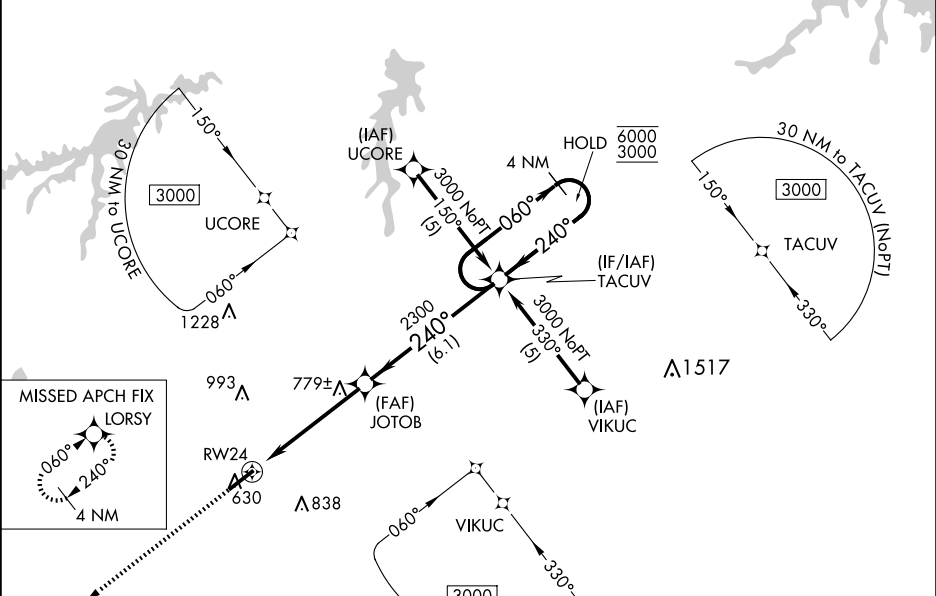 30 NM to UCORE
150°
3000
UCORE
060°
1228
(IAF)
UCORE
3000 NoPT
150°
(5)
4 NM
HOLD
6000
3000
060°
240°
(IF/IAF)
TACUV
30 NM to TACUV (NoPT)
150°
3000
TACUV
330°
2300
240°
(6.1)
3000 NoPT
330°
(5)
(IAF)
VIKUC
1517
993
779±
(FAF)
JOTOB
MISSED APCH FIX
LORSY
060°
240°
4 NM
RW24
630
838
060°
VIKUC
330°
3000